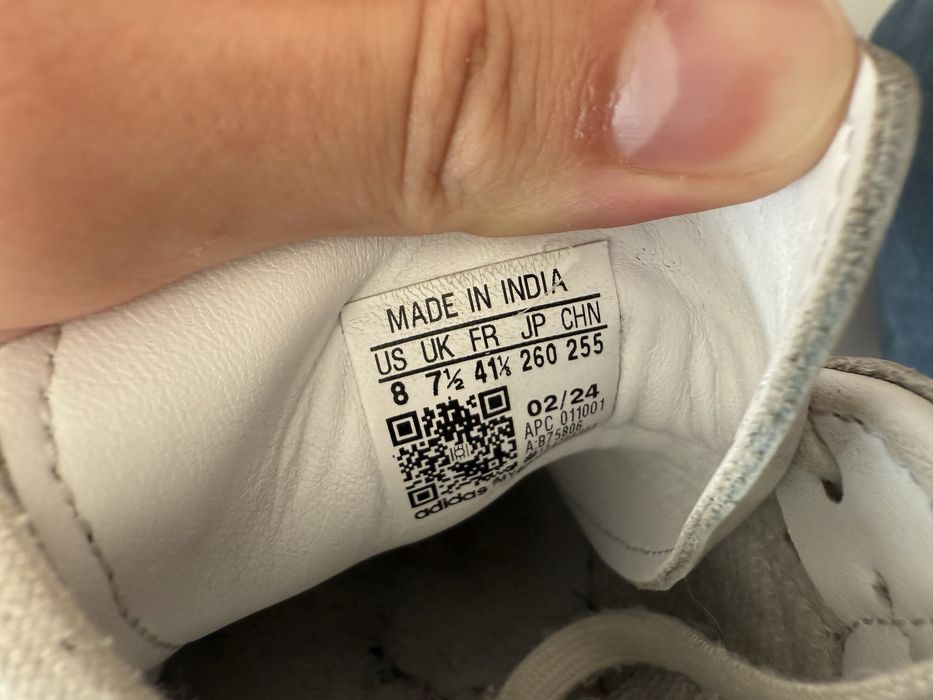 MADE IN INDIA
US UK FR JP CHN
8 7½ 41⅓ 260 255
02/24
APC 011001
A:B75806
adidas